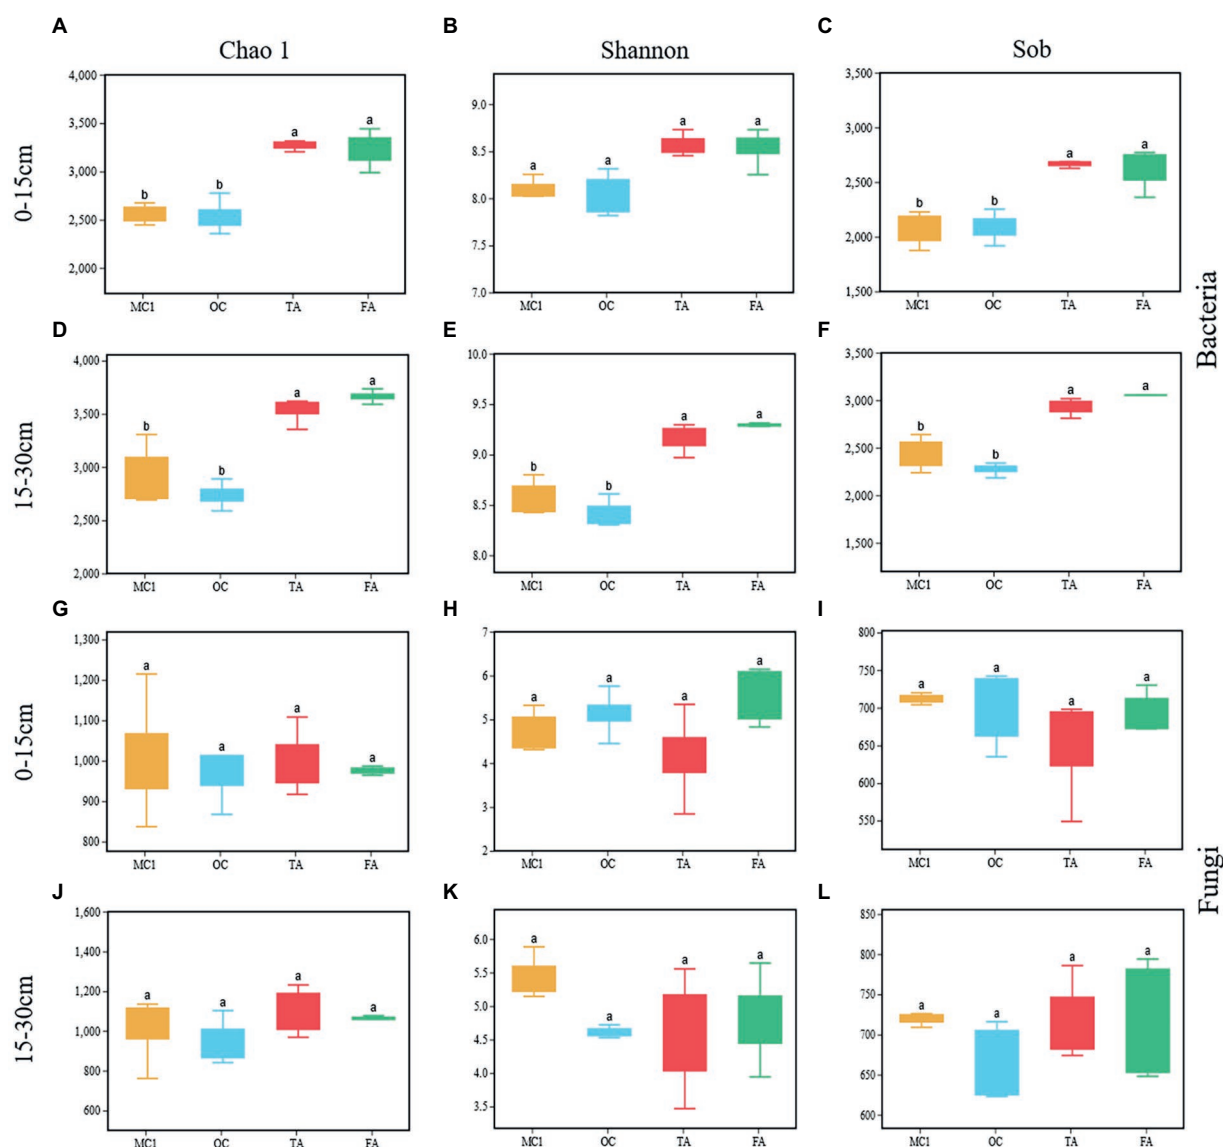 A
B
C
Chao 1
Shannon
Sob
0-15cm
4,000
3,500
3,000
2,500
2,000
b
b
a
a
MC1 OC TA FA
9.0
8.5
8.0
7.5
7.0
a
a
a
a
MC1 OC TA FA
3,500
3,000
2,500
2,000
1,500
b
b
a
a
MC1 OC TA FA
Bacteria
D
E
F
15-30cm
4,000
3,500
3,000
2,500
2,000
b
b
a
a
MC1 OC TA FA
10.0
9.5
9.0
8.5
8.0
b
b
a
a
MC1 OC TA FA
3,500
3,000
2,500
2,000
1,500
b
b
a
a
MC1 OC TA FA
G
H
I
0-15cm
1,300
1,200
1,100
1,000
900
800
a
a
a
a
MC1 OC TA FA
7
6
5
4
3
2
a
a
a
a
MC1 OC TA FA
800
750
700
650
600
550
a
a
a
a
MC1 OC TA FA
Fungi
J
K
L
15-30cm
1,600
1,400
1,200
1,000
800
600
a
a
a
a
MC1 OC TA FA
6.0
5.5
5.0
4.5
4.0
3.5
a
a
a
a
MC1 OC TA FA
850
800
750
700
650
600
a
a
a
a
MC1 OC TA FA